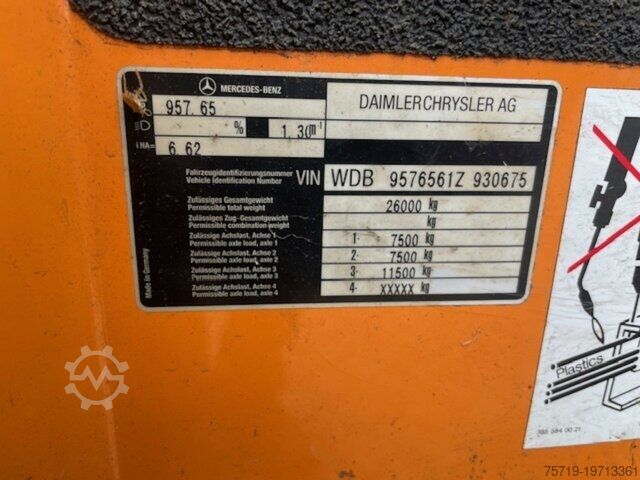 MERCEDES-BENZ
957.65
DAIMLERCHRYSLER AG
% 1,30 m-1
i HA= 6.62
Fahrzeugidentifizierungsnummer
Vehicle Identification Number VIN WDB 9576561Z 930675
Zulässiges Gesamtgewicht
Permissible total weight 26000 kg
Zulässiges Zug-Gesamtgewicht
Permissible combination weight kg
Zulässige Achslast, Achse 1
Permissible axle load, axle 1 1- 7500 kg
Zulässige Achslast, Achse 2
Permissible axle load, axle 2 2- 7500 kg
Zulässige Achslast, Achse 3
Permissible axle load, axle 3 3- 11500 kg
Zulässige Achslast, Achse 4
Permissible axle load, axle 4 4- XXXXX kg
Made in Germany
Plastics
75719-19713361